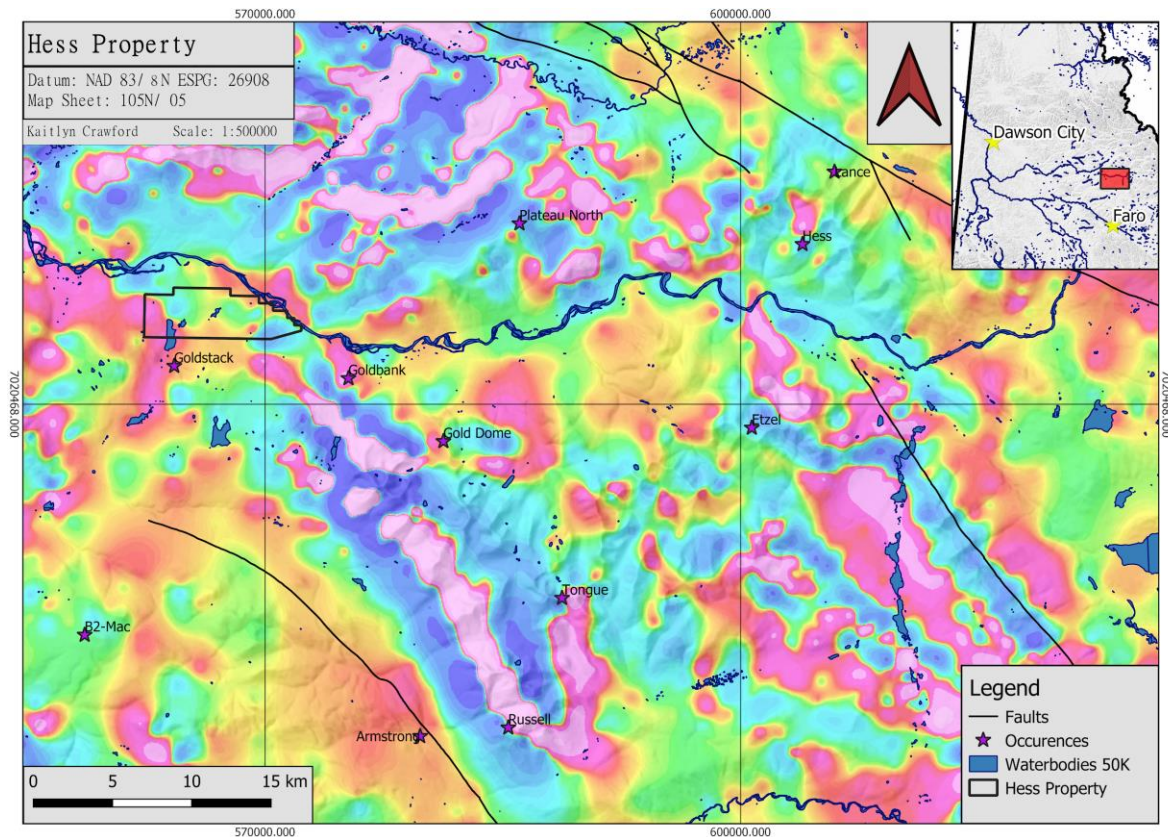 570000.000
600000.000
Hess Property
Datum: NAD 83/ 8N ESPG: 26908
Map Sheet: 105N/ 05
Kaitlyn Crawford Scale: 1:500000
Dawson City
Faro
Lance
Plateau North
Hess
Goldstack
Goldbank
7020468.000
7020468.000
Etzel
Gold Dome
Tongue
B2-Mac
Russell
Armstrong
Legend
Faults
Occurences
Waterbodies 50K
Hess Property
0 5 10 15 km
570000.000
600000.000